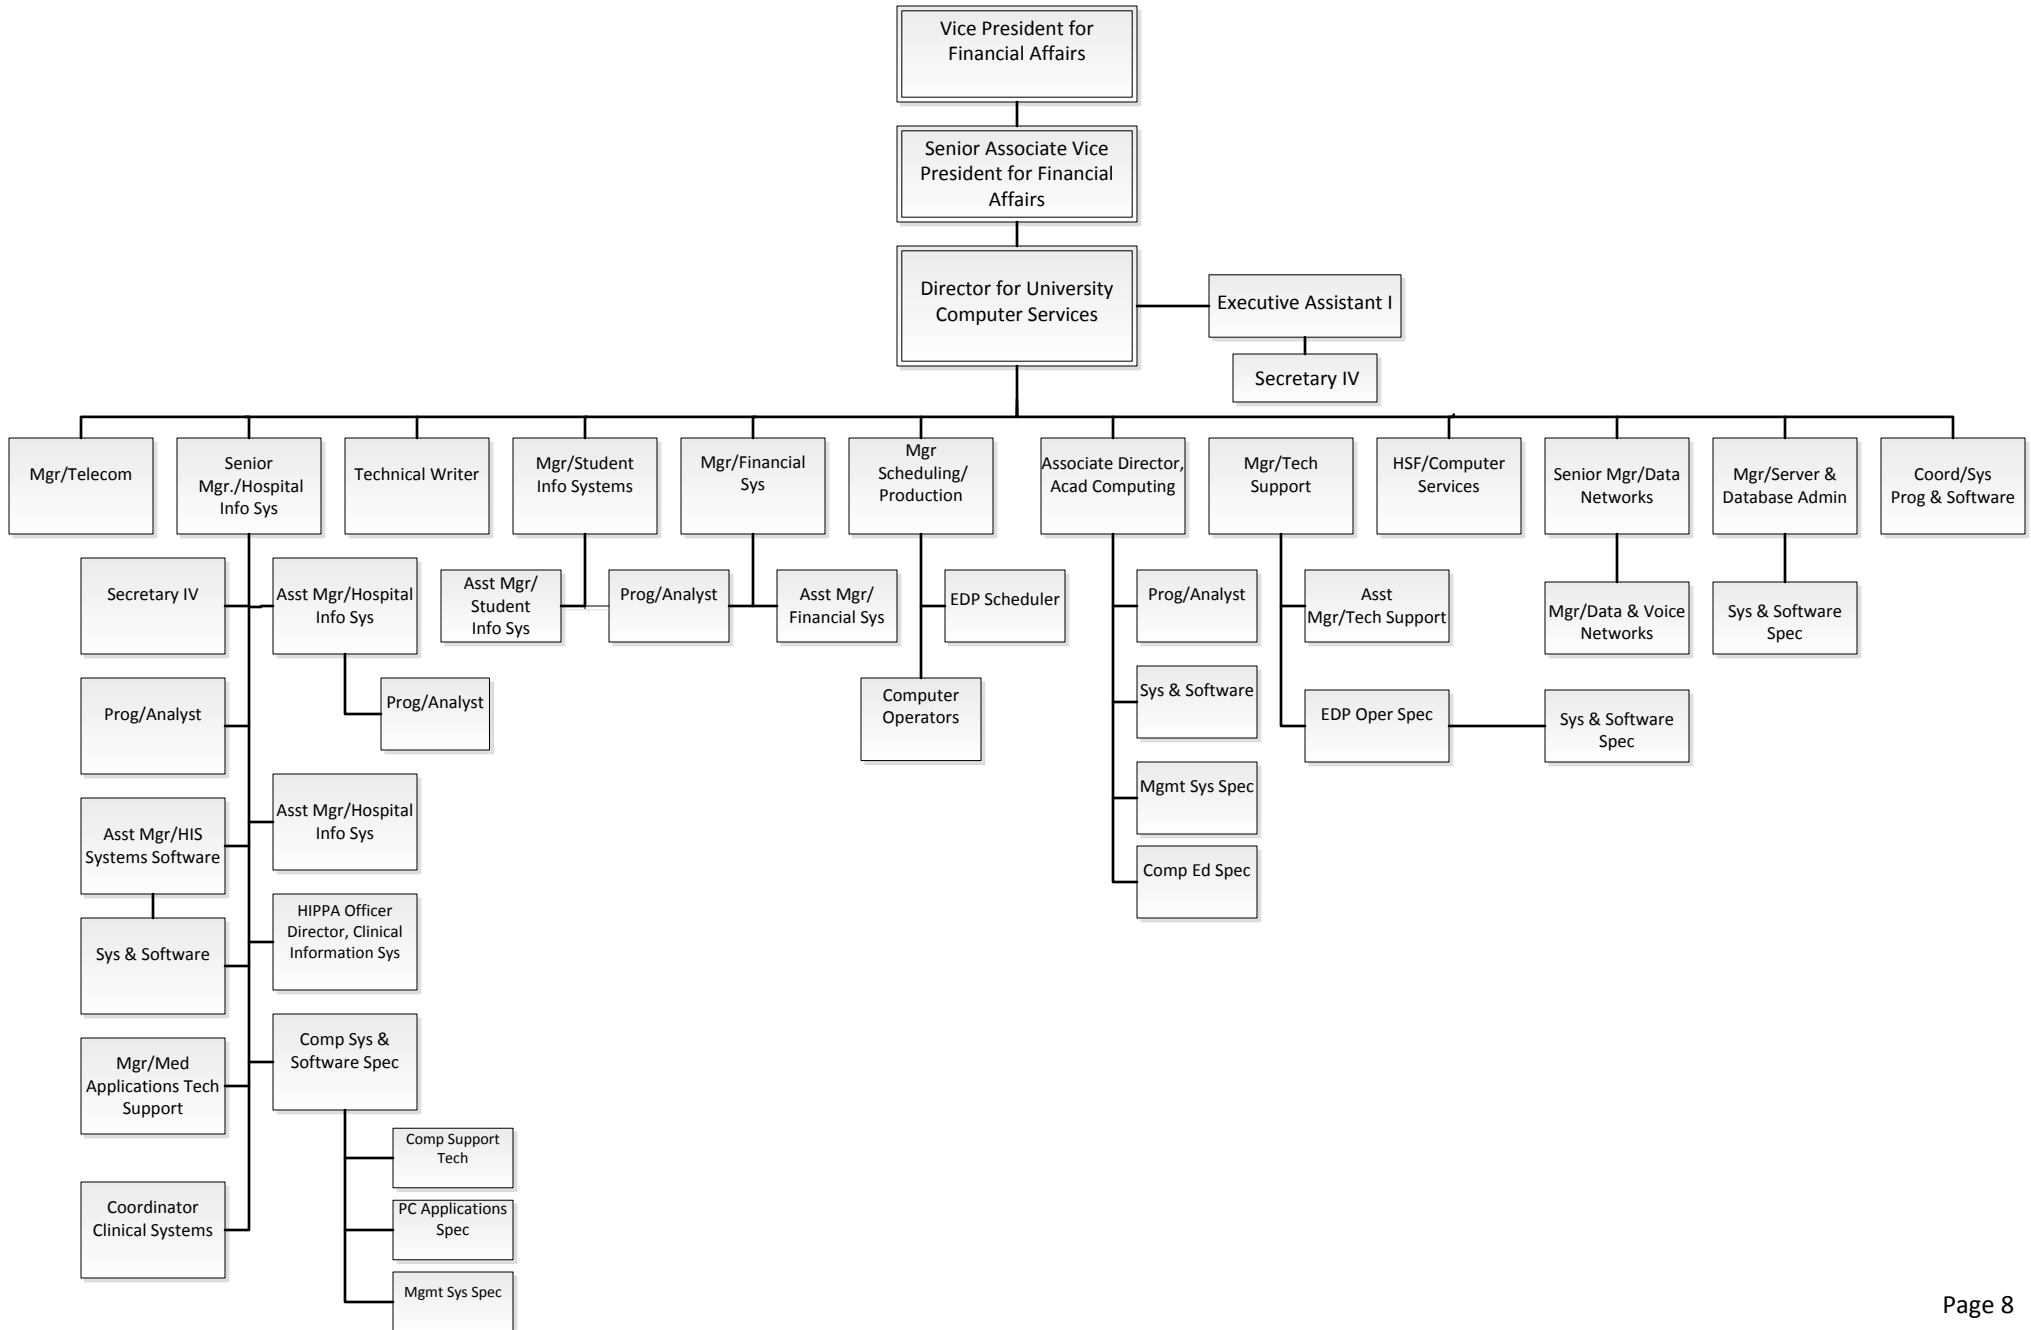 Vice President for
Financial Affairs
Senior Associate Vice
President for Financial
Affairs
Director for University
Computer Services
Executive Assistant I
Secretary IV
Mgr/Telecom
Senior
Mgr./Hospital
Info Sys
Technical Writer
Mgr/Student
Info Systems
Mgr/Financial
Sys
Mgr
Scheduling/
Production
Associate Director,
Acad Computing
Mgr/Tech
Support
HSF/Computer
Services
Senior Mgr/Data
Networks
Mgr/Server &
Database Admin
Coord/Sys
Prog & Software
Secretary IV
Asst Mgr/Hospital
Info Sys
Asst Mgr/
Student
Info Sys
Prog/Analyst
Asst Mgr/
Financial Sys
EDP Scheduler
Prog/Analyst
Asst
Mgr/Tech Support
Mgr/Data & Voice
Networks
Sys & Software
Spec
Prog/Analyst
Prog/Analyst
Computer
Operators
Sys & Software
EDP Oper Spec
Sys & Software
Spec
Asst Mgr/HIS
Systems Software
Asst Mgr/Hospital
Info Sys
Mgmt Sys Spec
Comp Ed Spec
Sys & Software
HIPPA Officer
Director, Clinical
Information Sys
Mgr/Med
Applications Tech
Support
Comp Sys &
Software Spec
Comp Support
Tech
Coordinator
Clinical Systems
PC Applications
Spec
Mgmt Sys Spec
Page 8